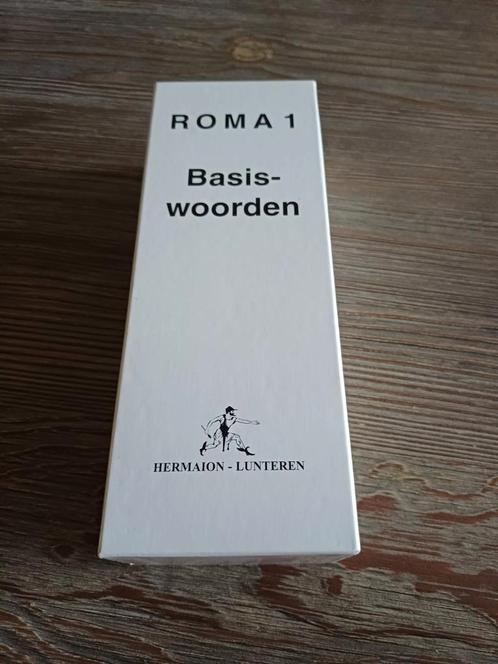 ROMA 1
Basis-
woorden
HERMAION - LUNTEREN